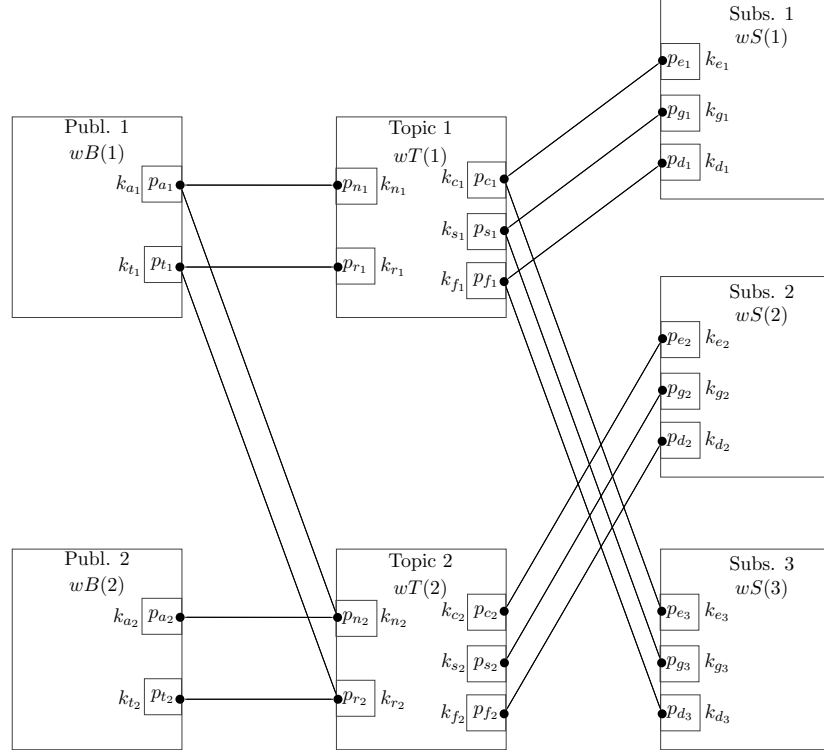 Subs. 1
wS(1)
p_{e_1} k_{e_1}
p_{g_1} k_{g_1}
p_{d_1} k_{d_1}
Publ. 1
wB(1)
k_{a_1} p_{a_1}
k_{t_1} p_{t_1}
Topic 1
wT(1)
p_{n_1} k_{n_1}
p_{r_1} k_{r_1}
k_{c_1} p_{c_1}
k_{s_1} p_{s_1}
k_{f_1} p_{f_1}
Subs. 2
wS(2)
p_{e_2} k_{e_2}
p_{g_2} k_{g_2}
p_{d_2} k_{d_2}
Publ. 2
wB(2)
k_{a_2} p_{a_2}
k_{t_2} p_{t_2}
Topic 2
wT(2)
p_{n_2} k_{n_2}
p_{r_2} k_{r_2}
k_{c_2} p_{c_2}
k_{s_2} p_{s_2}
k_{f_2} p_{f_2}
Subs. 3
wS(3)
p_{e_3} k_{e_3}
p_{g_3} k_{g_3}
p_{d_3} k_{d_3}